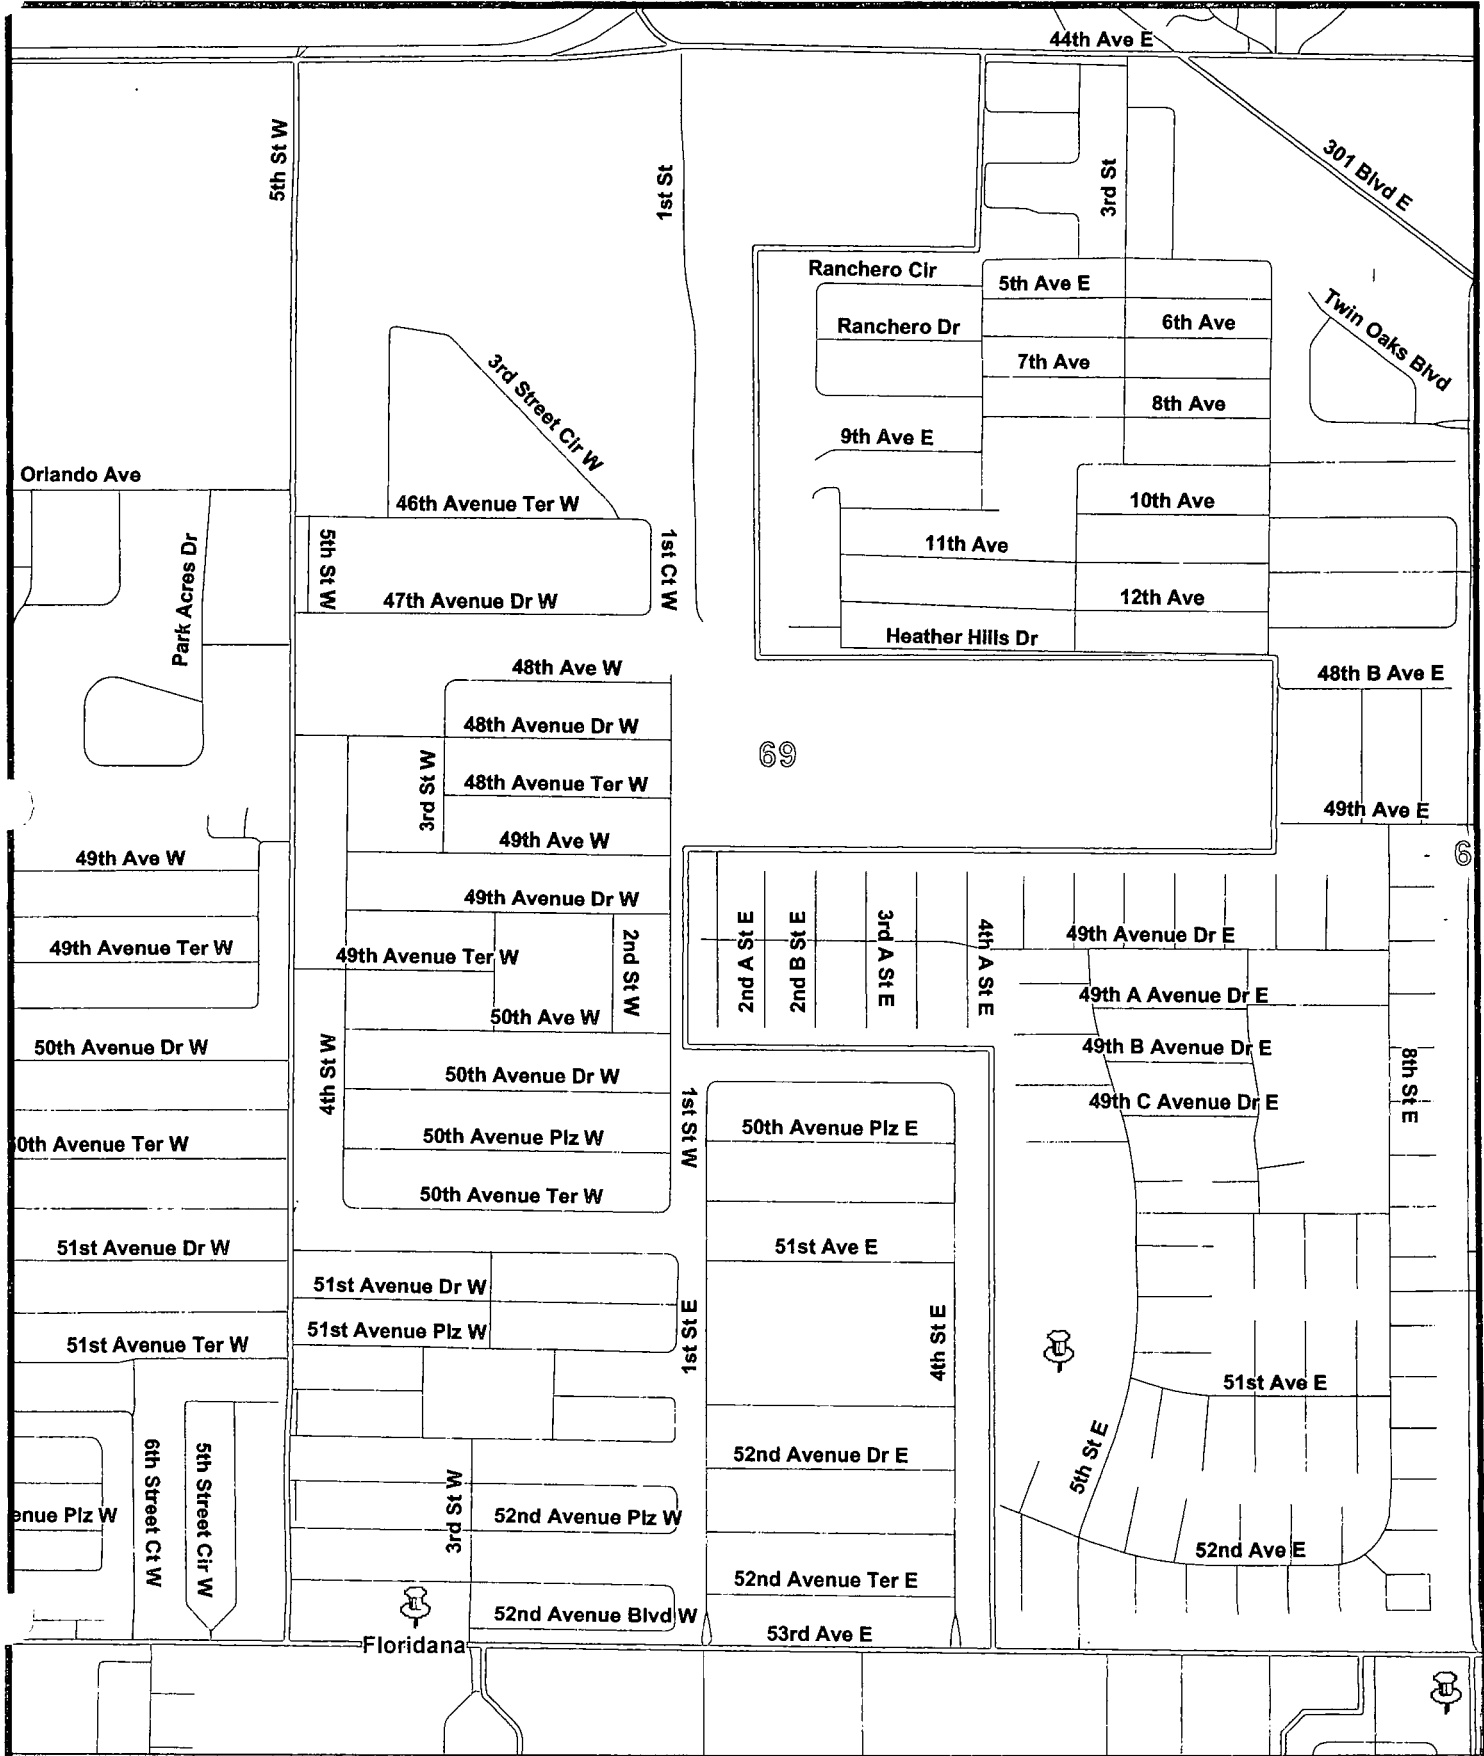 44th Ave E
5th St W
1st St
3rd St
301 Blvd E
Ranchero Cir
5th Ave E
Twin Oaks Blvd
Ranchero Dr
6th Ave
7th Ave
3rd Street Cir W
8th Ave
9th Ave E
Orlando Ave
46th Avenue Ter W
10th Ave
Park Acres Dr
5th St W
1st Ct W
11th Ave
47th Avenue Dr W
12th Ave
Heather Hills Dr
48th Ave W
48th B Ave E
48th Avenue Dr W
69
3rd St W
48th Avenue Ter W
49th Ave E
49th Ave W
49th Ave W
6
49th Avenue Dr W
2nd A St E
2nd B St E
3rd A St E
4th A St E
49th Avenue Dr E
49th Avenue Ter W
49th Avenue Ter W
2nd St W
49th A Avenue Dr E
50th Ave W
50th Avenue Dr W
49th B Avenue Dr E
4th St W
50th Avenue Dr W
8th St E
49th C Avenue Dr E
1st St W
50th Avenue Plz E
0th Avenue Ter W
50th Avenue Plz W
50th Avenue Ter W
51st Avenue Dr W
51st Ave E
51st Avenue Dr W
51st Avenue Plz W
1st St E
4th St E
51st Avenue Ter W
51st Ave E
6th Street Ct W
5th Street Cir W
52nd Avenue Dr E
5th St E
enue Plz W
3rd St W
52nd Avenue Plz W
52nd Ave E
52nd Avenue Ter E
52nd Avenue Blvd W
Floridana
53rd Ave E